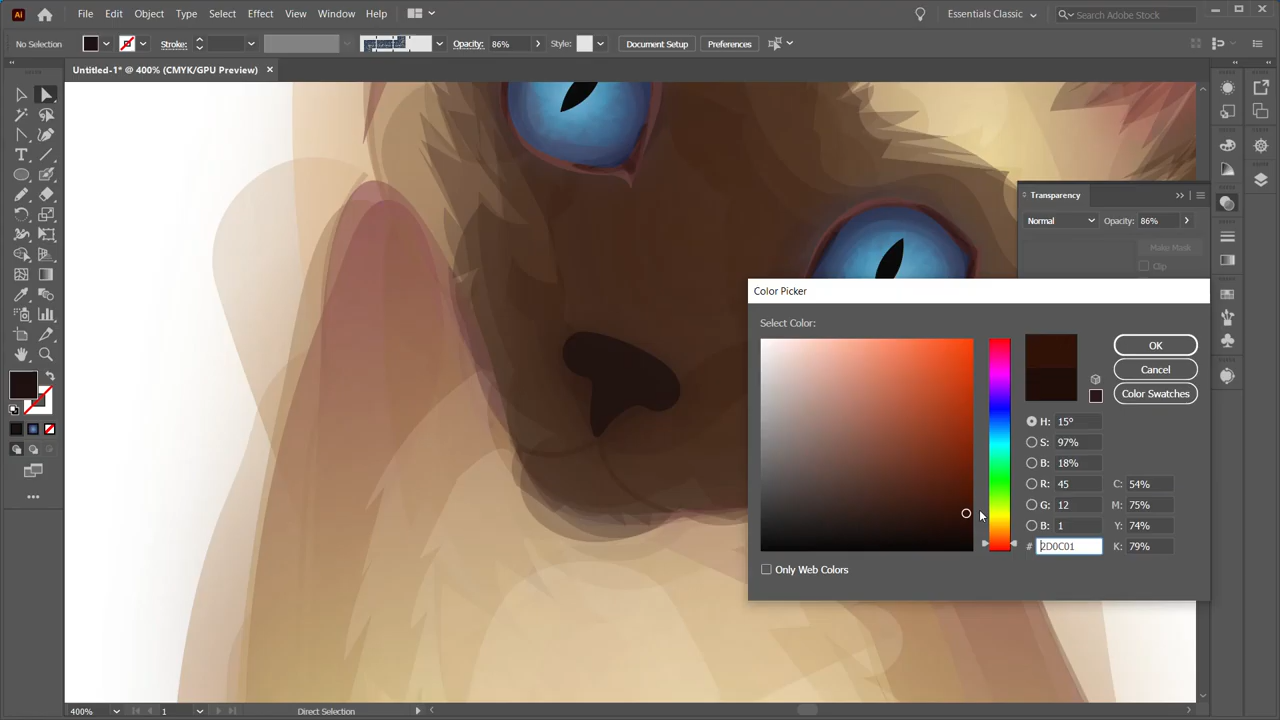 Ai File Edit Object Type Select Effect View Window Help Essentials Classic Search Adobe Stock
No Selection Stroke: Opacity: 86% Style: Document Setup Preferences
Untitled-1* @ 400% (CMYK/GPU Preview)
Transparency
Normal Opacity: 86%
Make Mask
Clip
Color Picker
Select Color:
OK
Cancel
Color Swatches
H: 15°
S: 97%
B: 18%
R: 45 C: 54%
G: 12 M: 75%
B: 1 Y: 74%
# 2D0C01 K: 79%
Only Web Colors
400% 1 Direct Selection